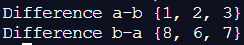 Difference a-b {1, 2, 3}
Difference b-a {8, 6, 7}